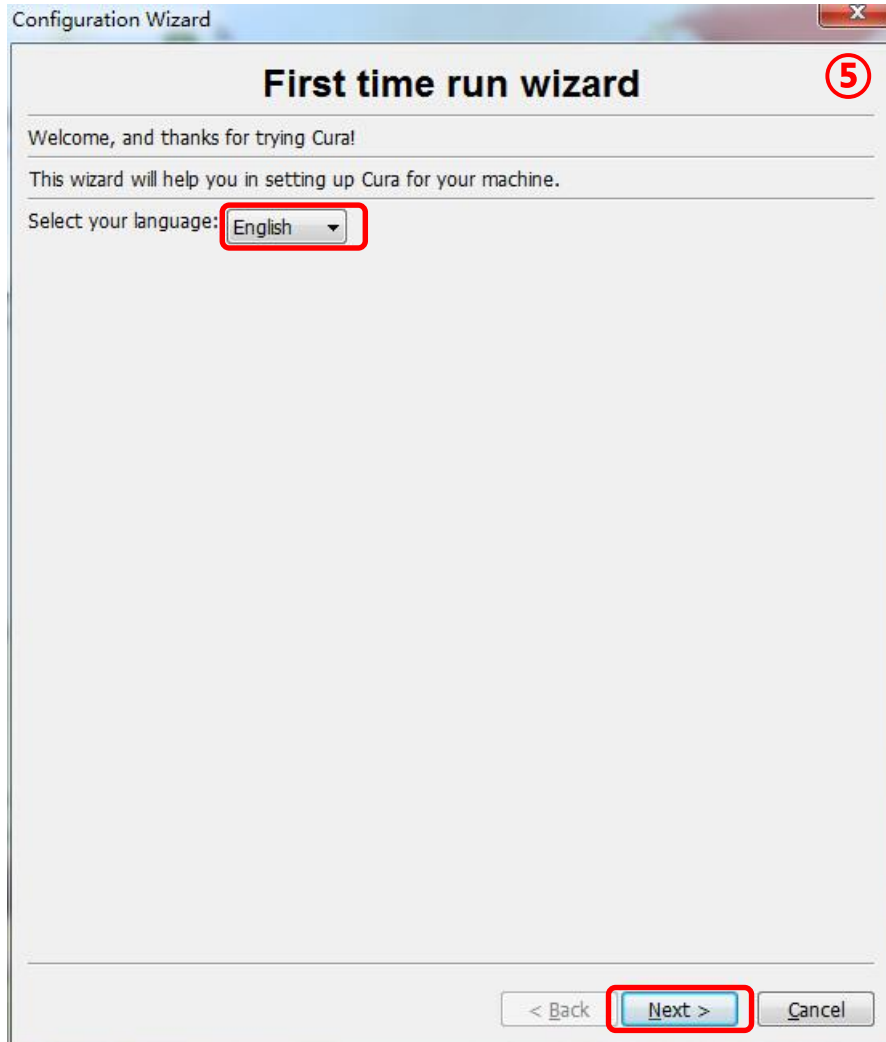 Configuration Wizard
x
First time run wizard
⑤
Welcome, and thanks for trying Cura!
This wizard will help you in setting up Cura for your machine.
Select your language: English
< Back Next > Cancel